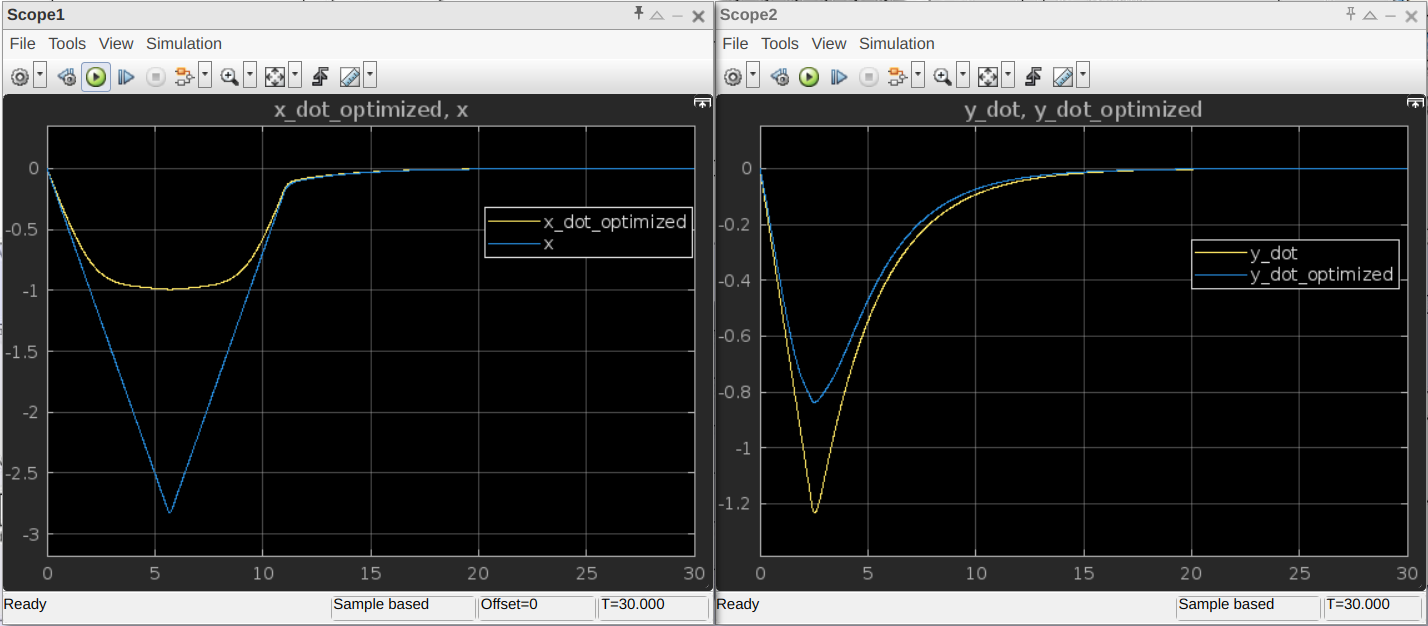 Scope1
File Tools View Simulation
x_dot_optimized, x
0
-0.5
-1
-1.5
-2
-2.5
-3
x_dot_optimized
x
0 5 10 15 20 25 30
Ready Sample based Offset=0 T=30.000
Scope2
File Tools View Simulation
y_dot, y_dot_optimized
0
-0.2
-0.4
-0.6
-0.8
-1
-1.2
y_dot
y_dot_optimized
0 5 10 15 20 25 30
Ready Sample based T=30.000